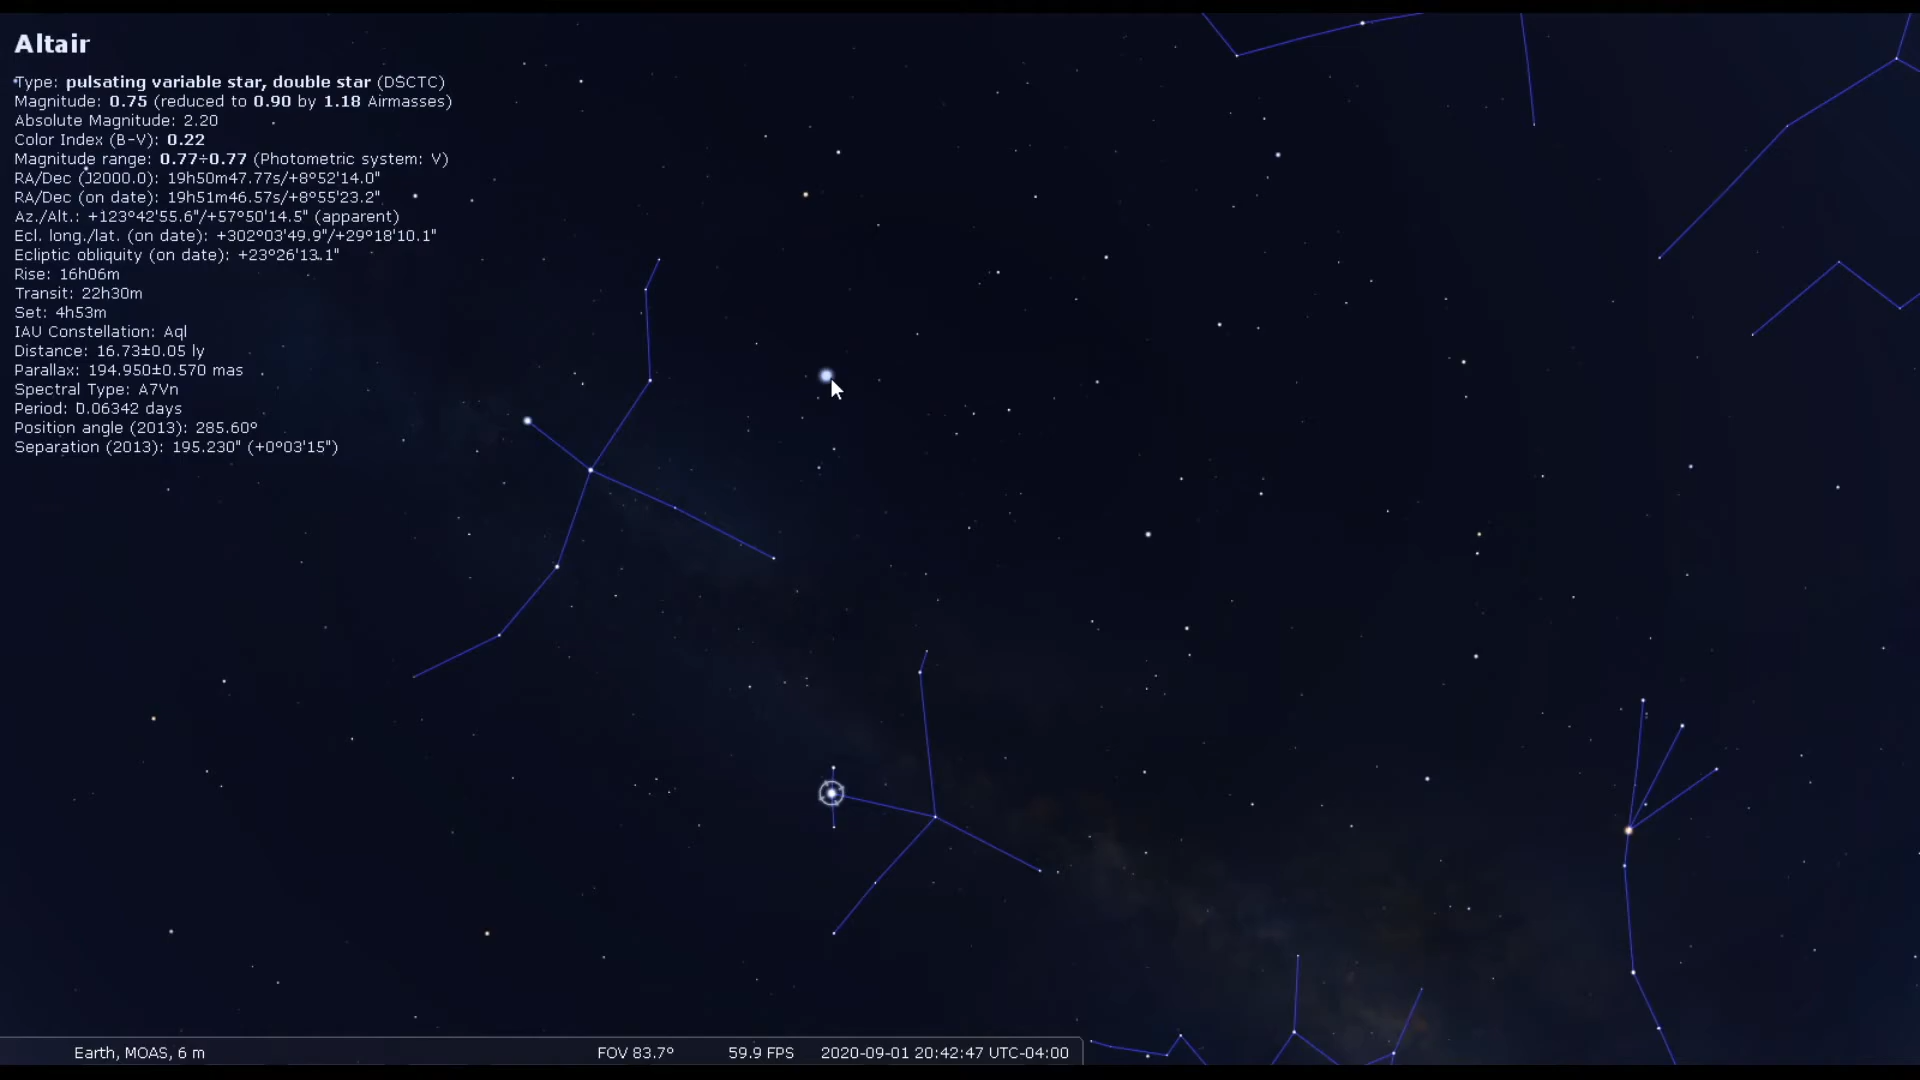 Altair
Type: pulsating variable star, double star (DSCTC)
Magnitude: 0.75 (reduced to 0.90 by 1.18 Airmasses)
Absolute Magnitude: 2.20
Color Index (B-V): 0.22
Magnitude range: 0.77÷0.77 (Photometric system: V)
RA/Dec (J2000.0): 19h50m47.77s/+8°52'14.0"
RA/Dec (on date): 19h51m46.57s/+8°55'23.2"
Az./Alt.: +123°42'55.6"/+57°50'14.5" (apparent)
Ecl. long./lat. (on date): +302°03'49.9"/+29°18'10.1"
Ecliptic obliquity (on date): +23°26'13.1"
Rise: 16h06m
Transit: 22h30m
Set: 4h53m
IAU Constellation: Aql
Distance: 16.73±0.05 ly
Parallax: 194.950±0.570 mas
Spectral Type: A7Vn
Period: 0.06342 days
Position angle (2013): 285.60°
Separation (2013): 195.230" (+0°03'15")
Earth, MOAS, 6 m FOV 83.7° 59.9 FPS 2020-09-01 20:42:47 UTC-04:00